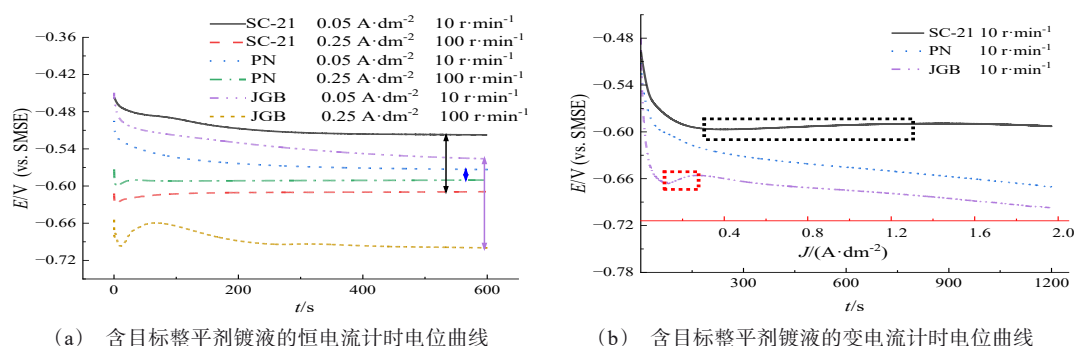 SC-21 0.05 A·dm⁻² 10 r·min⁻¹
SC-21 0.25 A·dm⁻² 100 r·min⁻¹
PN 0.05 A·dm⁻² 10 r·min⁻¹
PN 0.25 A·dm⁻² 100 r·min⁻¹
JGB 0.05 A·dm⁻² 10 r·min⁻¹
JGB 0.25 A·dm⁻² 100 r·min⁻¹
−0.36
−0.42
−0.48
−0.54
−0.60
−0.66
−0.72
E/V (vs. SMSE)
0 200 400 600
t/s
(a) 含目标整平剂镀液的恒电流计时电位曲线
SC-21 10 r·min⁻¹
PN 10 r·min⁻¹
JGB 10 r·min⁻¹
−0.48
−0.54
−0.60
−0.66
−0.72
−0.78
E/V (vs. SMSE)
0.4 0.8 1.2 1.6 2.0
J/(A·dm⁻²)
300 600 900 1200
t/s
(b) 含目标整平剂镀液的变电流计时电位曲线